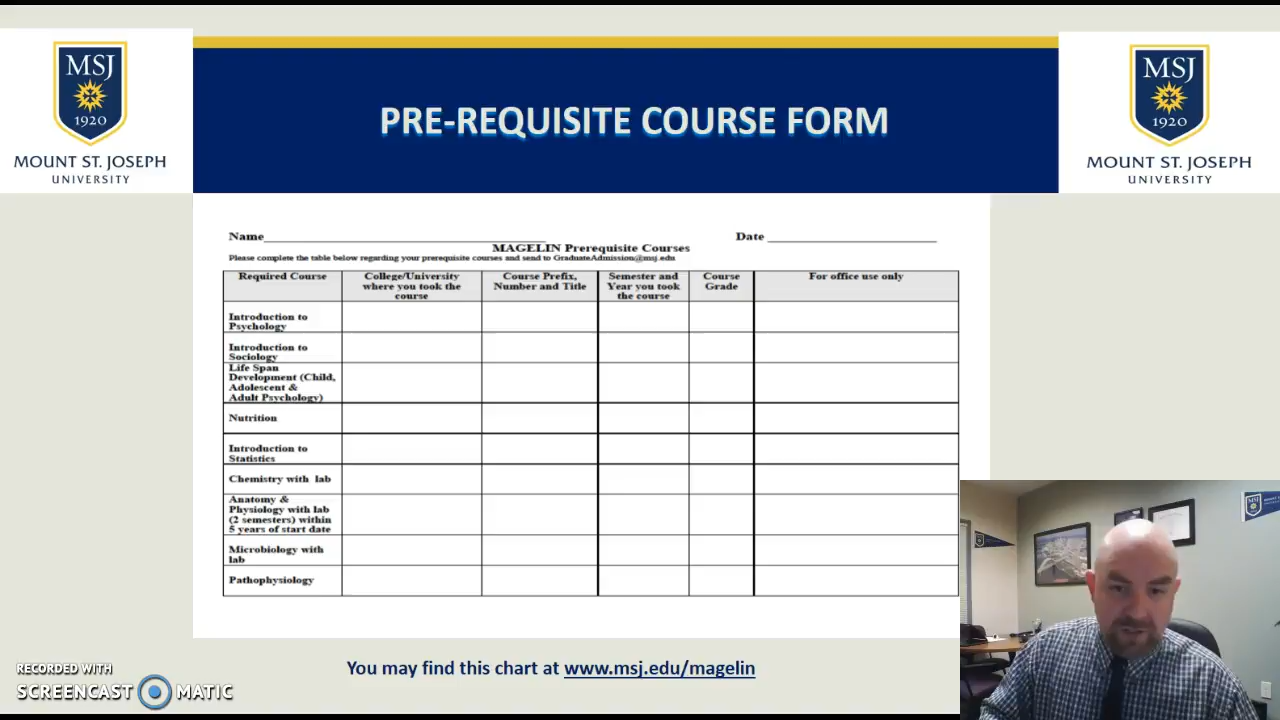 MSJ
1920
MOUNT ST. JOSEPH
UNIVERSITY
PRE-REQUISITE COURSE FORM
MSJ
1920
MOUNT ST. JOSEPH
UNIVERSITY
Name Date
MAGELIN Prerequisite Courses
Please complete the table below regarding your prerequisite courses and send to GraduateAdmission@msj.edu
Required Course
College/University
where you took the
course
Course Prefix,
Number and Title
Semester and
Year you took
the course
Course
Grade
For office use only
Introduction to
Psychology
Introduction to
Sociology
Life Span
Development (Child,
Adolescent &
Adult Psychology)
Nutrition
Introduction to
Statistics
Chemistry with lab
Anatomy &
Physiology with lab
(2 semesters) within
5 years of start date
Microbiology with
lab
Pathophysiology
You may find this chart at www.msj.edu/magelin
RECORDED WITH
SCREENCAST MATIC
MSJ